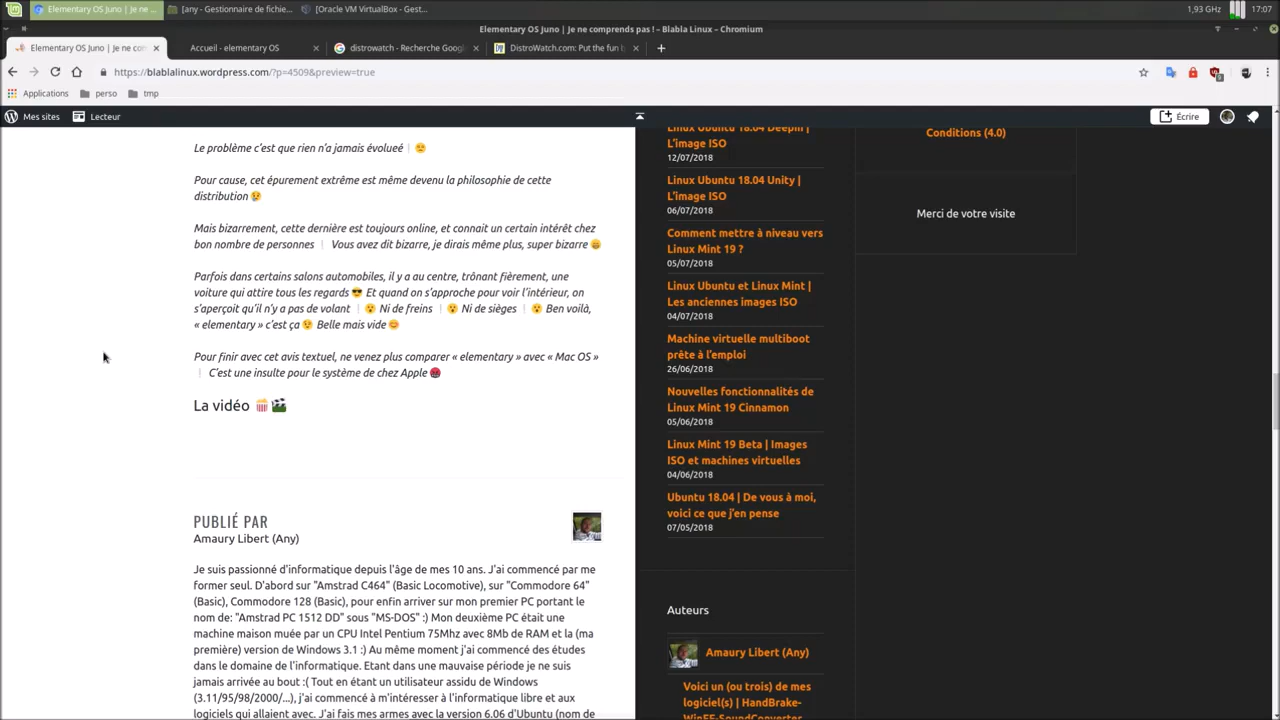 Elementary OS Juno | Je ne ...
[any - Gestionnaire de fichie...
[Oracle VM VirtualBox - Gest...
1,93 GHz
17:07
Elementary OS Juno | Je ne comprends pas ! – Blabla Linux – Chromium
Elementary OS Juno | Je ne com
Accueil - elementary OS
distrowatch - Recherche Google
DistroWatch.com: Put the fun b
https://blablalinux.wordpress.com/?p=4509&preview=true
Applications
perso
tmp
Mes sites
Lecteur
Écrire
Le problème c'est que rien n'a jamais évolueé❕😕
Pour cause, cet épurement extrême est même devenu la philosophie de cette
distribution 😢
Mais bizarrement, cette dernière est toujours online, et connait un certain intérêt chez
bon nombre de personnes❕ Vous avez dit bizarre, je dirais même plus, super bizarre 😄
Parfois dans certains salons automobiles, il y a au centre, trônant fièrement, une
voiture qui attire tous les regards 😎 Et quand on s'approche pour voir l'intérieur, on
s'aperçoit qu'il n'y a pas de volant❕😮 Ni de freins❕😮 Ni de sièges❕😮 Ben voilà,
« elementary » c'est ça 😉 Belle mais vide 😊
Pour finir avec cet avis textuel, ne venez plus comparer « elementary » avec « Mac OS »
❕ C'est une insulte pour le système de chez Apple 😡
La vidéo 🍿🎬
PUBLIÉ PAR
Amaury Libert (Any)
Je suis passionné d'informatique depuis l'âge de mes 10 ans. J'ai commencé par me
former seul. D'abord sur "Amstrad C464" (Basic Locomotive), sur "Commodore 64"
(Basic), Commodore 128 (Basic), pour enfin arriver sur mon premier PC portant le
nom de: "Amstrad PC 1512 DD" sous "MS-DOS" :) Mon deuxième PC était une
machine maison muée par un CPU Intel Pentium 75Mhz avec 8Mb de RAM et la (ma
première) version de Windows 3.1 :) Au même moment j'ai commencé des études
dans le domaine de l'informatique. Etant dans une mauvaise période je ne suis
jamais arrivée au bout :( Tout en étant un utilisateur assidu de Windows
(3.11/95/98/2000/...), j'ai commencé à m'intéresser à l'informatique libre et aux
logiciels qui allaient avec. J'ai fais mes armes avec la version 6.06 d'Ubuntu (nom de
Linux Ubuntu 18.04 Deepin |
L'image ISO
12/07/2018
Linux Ubuntu 18.04 Unity |
L'image ISO
06/07/2018
Comment mettre à niveau vers
Linux Mint 19 ?
05/07/2018
Linux Ubuntu et Linux Mint |
Les anciennes images ISO
04/07/2018
Machine virtuelle multiboot
prête à l'emploi
26/06/2018
Nouvelles fonctionnalités de
Linux Mint 19 Cinnamon
05/06/2018
Linux Mint 19 Beta | Images
ISO et machines virtuelles
04/06/2018
Ubuntu 18.04 | De vous à moi,
voici ce que j'en pense
07/05/2018
Auteurs
Amaury Libert (Any)
Voici un (ou trois) de mes
logiciel(s) | HandBrake-
WinFF-SoundConverter
Conditions (4.0)
Merci de votre visite